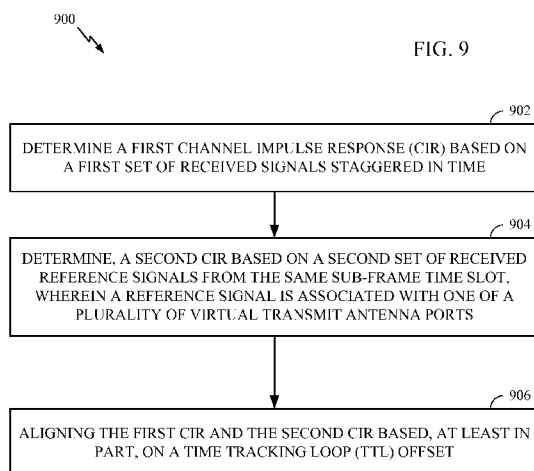 900
FIG. 9
902
DETERMINE A FIRST CHANNEL IMPULSE RESPONSE (CIR) BASED ON
A FIRST SET OF RECEIVED SIGNALS STAGGERED IN TIME
904
DETERMINE, A SECOND CIR BASED ON A SECOND SET OF RECEIVED
REFERENCE SIGNALS FROM THE SAME SUB-FRAME TIME SLOT,
WHEREIN A REFERENCE SIGNAL IS ASSOCIATED WITH ONE OF A
PLURALITY OF VIRTUAL TRANSMIT ANTENNA PORTS
906
ALIGNING THE FIRST CIR AND THE SECOND CIR BASED, AT LEAST IN
PART, ON A TIME TRACKING LOOP (TTL) OFFSET